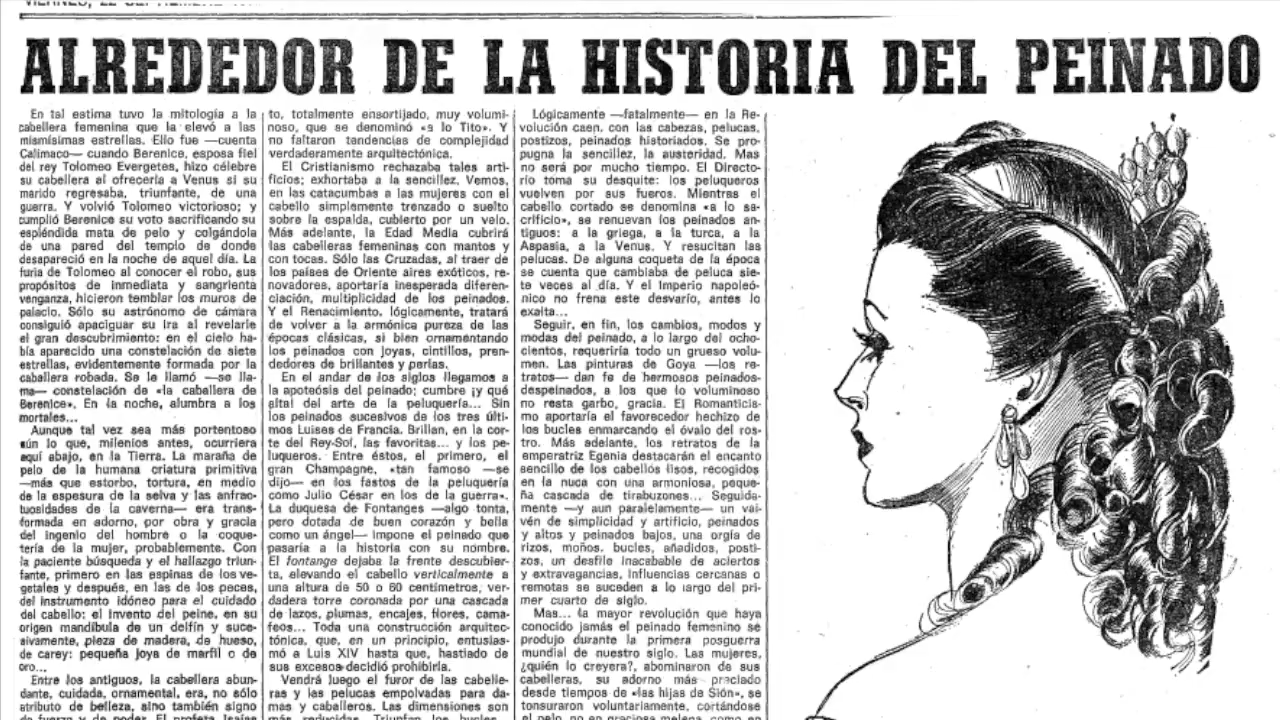 VIERNES, 22 SEPTIEMBRE
ALREDEDOR DE LA HISTORIA DEL PEINADO
En tal estima tuvo la mitología a la
cabellera femenina que la elevó a las
mismísimas estrellas. Ello fue —cuenta
Calímaco— cuando Berenice, esposa fiel
del rey Tolomeo Evergetes, hizo célebre
su cabellera al ofrecerla a Venus si su
marido regresaba, triunfante, de una
guerra. Y volvió Tolomeo victorioso; y
cumplió Berenice su voto sacrificando su
espléndida mata de pelo y colgándola
de una pared del templo de donde
desapareció en la noche de aquel día. La
furia de Tolomeo al conocer el robo, sus
propósitos de inmediata y sangrienta
venganza, hicieron temblar los muros de
palacio. Sólo su astrónomo de cámara
consiguió apaciguar su ira al revelarle
el gran descubrimiento: en el cielo ha-
bía aparecido una constelación de siete
estrellas, evidentemente formada por la
caballera robada. Se le llamó —se lla-
ma— constelación de «la caballera de
Berenice». En la noche, alumbra a los
mortales...
Aunque tal vez sea más portentoso
aún lo que, milenios antes, ocurriera
aquí abajo, en la Tierra. La maraña de
pelo de la humana criatura primitiva
—más que estorbo, tortura, en medio
de la espesura de la selva y las anfrac-
tuosidades de la caverna— era trans-
formada en adorno, por obra y gracia
del ingenio del hombre o la coque-
tería de la mujer, probablemente. Con
la paciente búsqueda y el hallazgo triun-
fante, primero en las espinas de los ve-
getales y después, en las de los peces,
del instrumento idóneo para el cuidado
del cabello: el invento del peine, en su
origen mandíbula de un delfín y suce-
sivamente, pieza de madera, de hueso,
de carey: pequeña joya de marfil o de
oro...
Entre los antiguos, la cabellera abun-
dante, cuidada, ornamental, era, no sólo
atributo de belleza, sino también signo
de fuerza y de poder. El profeta Isaías
to, totalmente ensortijado, muy volumi-
noso, que se denominó «a lo Tito». Y
no faltaron tendencias de complejidad
verdaderamente arquitectónica.
El Cristianismo rechazaba tales arti-
ficios; exhortaba a la sencillez. Vemos,
en las catacumbas a las mujeres con el
cabello simplemente trenzado o suelto
sobre la espalda, cubierto por un velo.
Más adelante, la Edad Media cubrirá
las cabelleras femeninas con mantos y
con tocas. Sólo las Cruzadas, al traer de
los países de Oriente aires exóticos, re-
novadores, aportaría inesperada diferen-
ciación, multiplicidad de los peinados.
Y el Renacimiento, lógicamente, tratará
de volver a la armónica pureza de las
épocas clásicas, si bien ornamentando
los peinados con joyas, cintillos, pren-
dedores de brillantes y perlas.
En el andar de los siglos llegamos a
la apoteósis del peinado; cumbre ¡y qué
alta! del arte de la peluquería... Sin
los peinados sucesivos de los tres últi-
mos Luises de Francia. Brillan, en la cor-
te del Rey-Sol, las favoritas... y los pe-
luqueros. Entre éstos, el primero, el
gran Champagne, «tan famoso —se
dijo— en los fastos de la peluquería
como Julio César en los de la guerra».
La duquesa de Fontanges —algo tonta,
pero dotada de buen corazón y bella
como un ángel— impone el peinado que
pasaría a la historia con su nombre.
El fontange dejaba la frente descubier-
ta, elevando el cabello verticalmente a
una altura de 50 o 60 centímetros, ver-
dadera torre coronada por una cascada
de lazos, plumas, encajes, flores, cama-
feos... Toda una construcción arquitec-
tónica, que, en un principio, entusias-
mó a Luis XIV hasta que, hastiado de
sus excesos decidió prohibirla.
Vendrá luego el furor de las cabelle-
ras y las pelucas empolvadas para da-
mas y caballeros. Las dimensiones son
más reducidas. Triunfan los bucles
Lógicamente —fatalmente— en la Re-
volución caen, con las cabezas, pelucas,
postizos, peinados historiados. Se pro-
pugna la sencillez, la austeridad. Mas
no será por mucho tiempo. El Directo-
rio toma su desquite: los peluqueros
vuelven por sus fueros. Mientras el
cabello cortado se denomina «a lo sa-
crificio», se renuevan los peinados an-
tiguos: a la griega, a la turca, a la
Aspasia, a la Venus. Y resucitan las
pelucas. De alguna coqueta de la época
se cuenta que cambiaba de peluca sie-
te veces al día. Y el Imperio napoleó-
nico no frena este desvarío, antes lo
exalta...
Seguir, en fin, los cambios, modos y
modas del peinado, a lo largo del ocho-
cientos, requeriría todo un grueso volu-
men. Las pinturas de Goya —los re-
tratos— dan fe de hermosos peinados-
despeinados, a los que lo voluminoso
no resta garbo, gracia. El Romanticis-
mo aportaría el favorecedor hechizo de
los bucles enmarcando el óvalo del ros-
tro. Más adelante, los retratos de la
emperatriz Egenia destacarán el encanto
sencillo de los cabellos lisos, recogidos
en la nuca con una armoniosa, peque-
ña cascada de tirabuzones... Seguida-
mente —y aun paralelamente— un vai-
vén de simplicidad y artificio, peinados
y altos y peinados bajos, una orgía de
rizos, moños, bucles, añadidos, posti-
zos, un desfile inacabable de aciertos
y extravagancias, influencias cercanas o
remotas se suceden a lo largo del pri-
mer cuarto de siglo.
Mas... la mayor revolución que haya
conocido jamás el peinado femenino se
produjo durante la primera posguerra
mundial de nuestro siglo. Las mujeres,
¿quién lo creyera?, abominaron de sus
cabelleras, su adorno más preciado
desde tiempos de «las hijas de Sión», se
tonsuraron voluntariamente, cortándose
el pelo, no en graciosa melena, como en